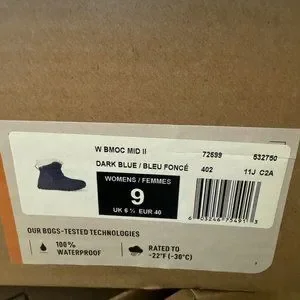 W BMOC MID II 72599 532750
DARK BLUE / BLEU FONCÉ 402 11J C2A
WOMENS / FEMMES
9
UK 6 ½ EUR 40
OUR BOGS-TESTED TECHNOLOGIES
100% WATERPROOF
RATED TO -22°F (-30°C)